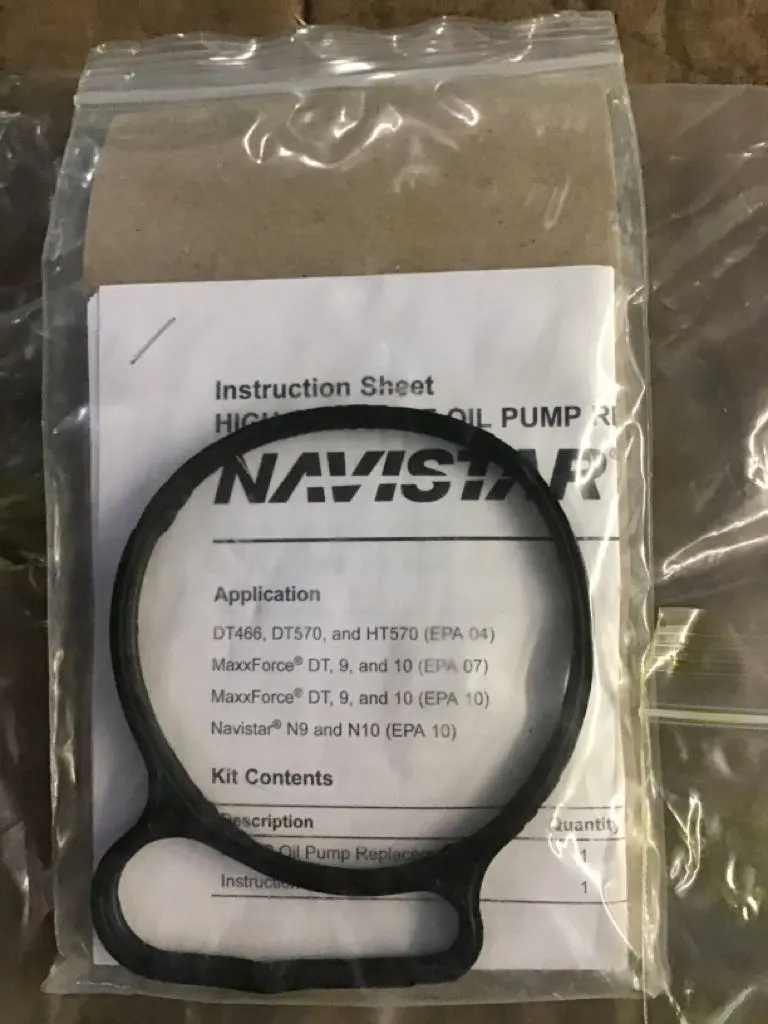 Instruction Sheet
OIL PUMP
NAVISTAR®
Application
DT466, DT570, and HT570 (EPA 04)
MaxxForce® DT, 9, and 10 (EPA 07)
MaxxForce® DT, 9, and 10 (EPA 10)
Navistar® N9 and N10 (EPA 10)
Kit Contents
Description Quantity
Oil Pump 1
1